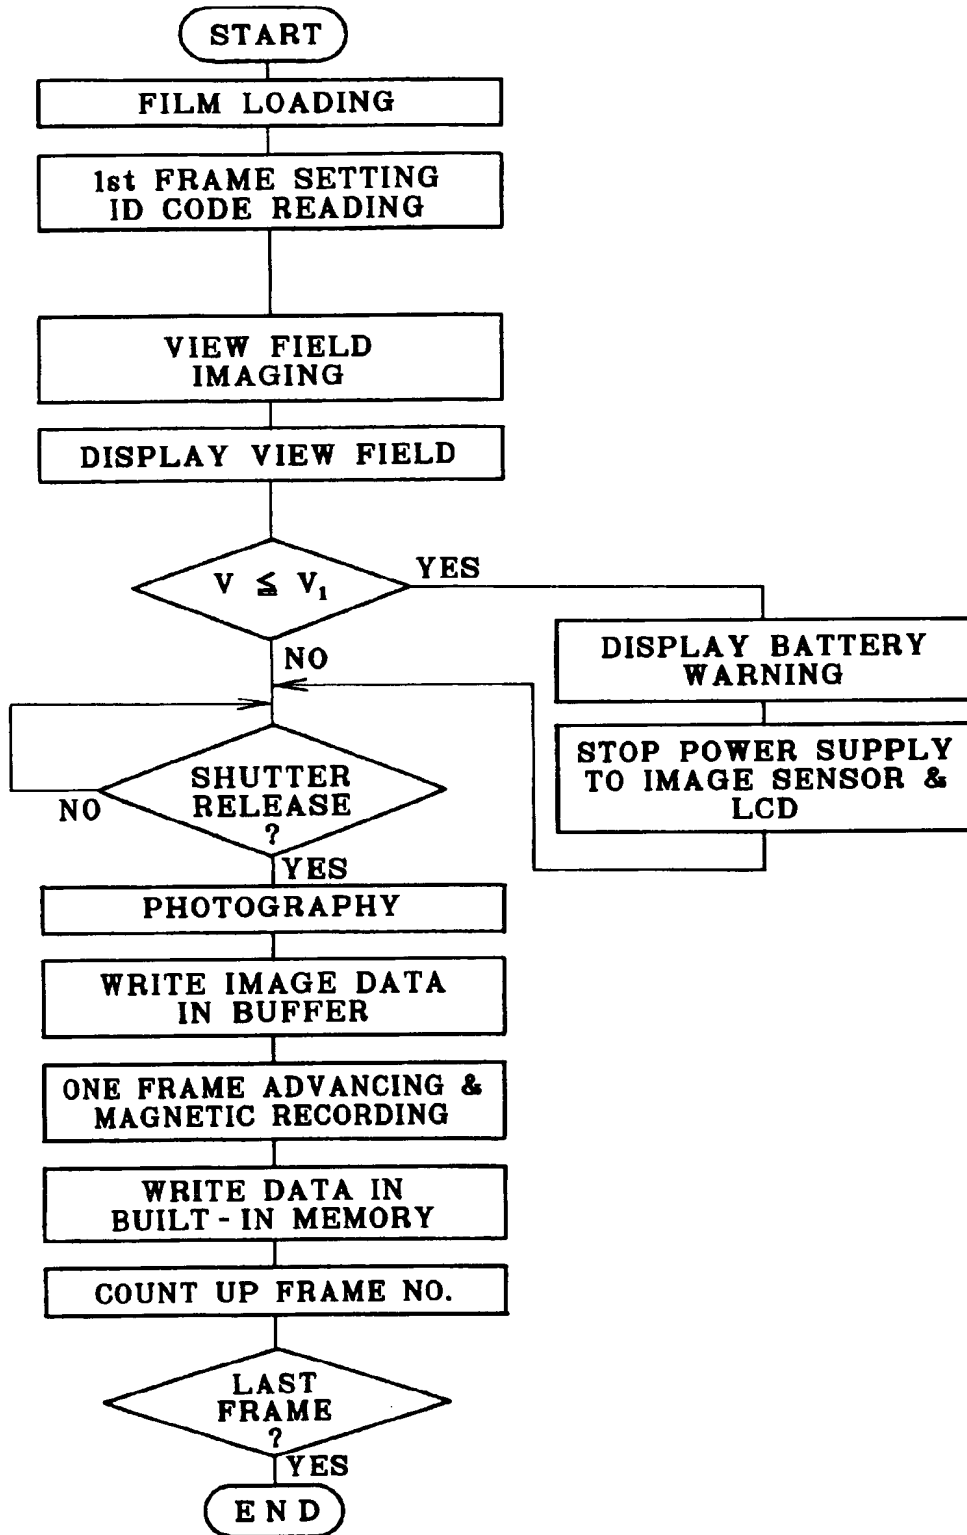 START
FILM LOADING
1st FRAME SETTING
ID CODE READING
VIEW FIELD
IMAGING
DISPLAY VIEW FIELD
V ≦ V₁
YES
NO
DISPLAY BATTERY
WARNING
STOP POWER SUPPLY
TO IMAGE SENSOR &
LCD
SHUTTER
RELEASE
?
NO
YES
PHOTOGRAPHY
WRITE IMAGE DATA
IN BUFFER
ONE FRAME ADVANCING &
MAGNETIC RECORDING
WRITE DATA IN
BUILT-IN MEMORY
COUNT UP FRAME NO.
LAST
FRAME
?
YES
END